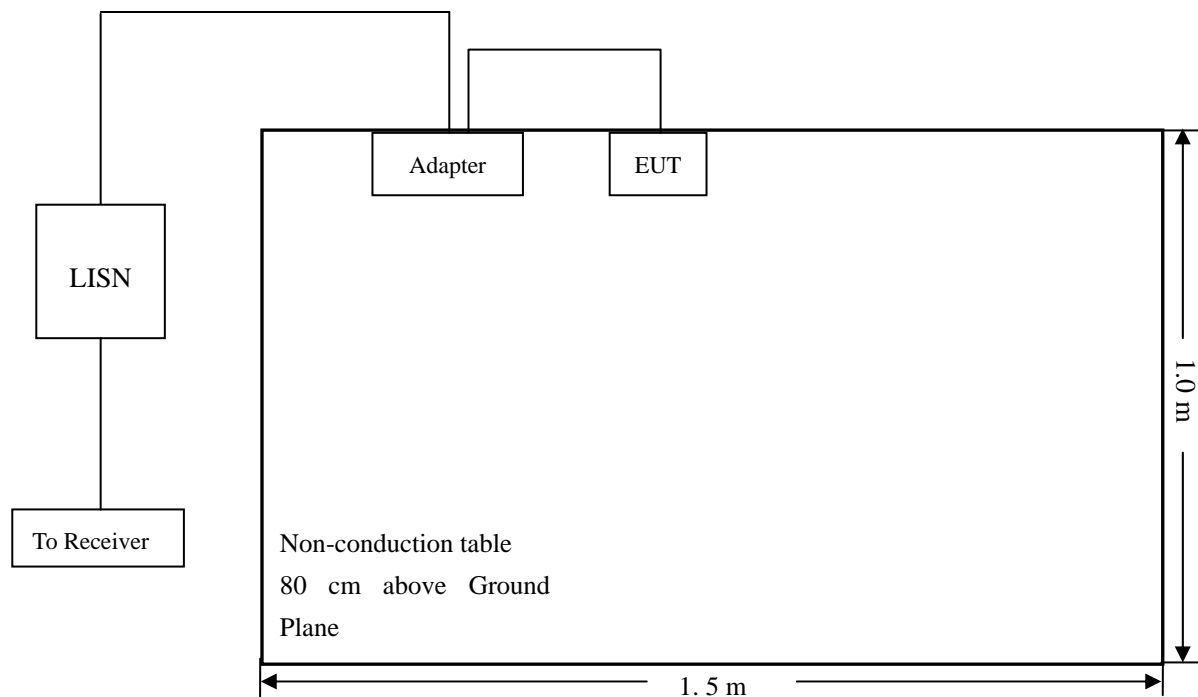 Adapter
EUT
LISN
1.0 m
To Receiver
Non-conduction table
80 cm above Ground
Plane
1. 5 m